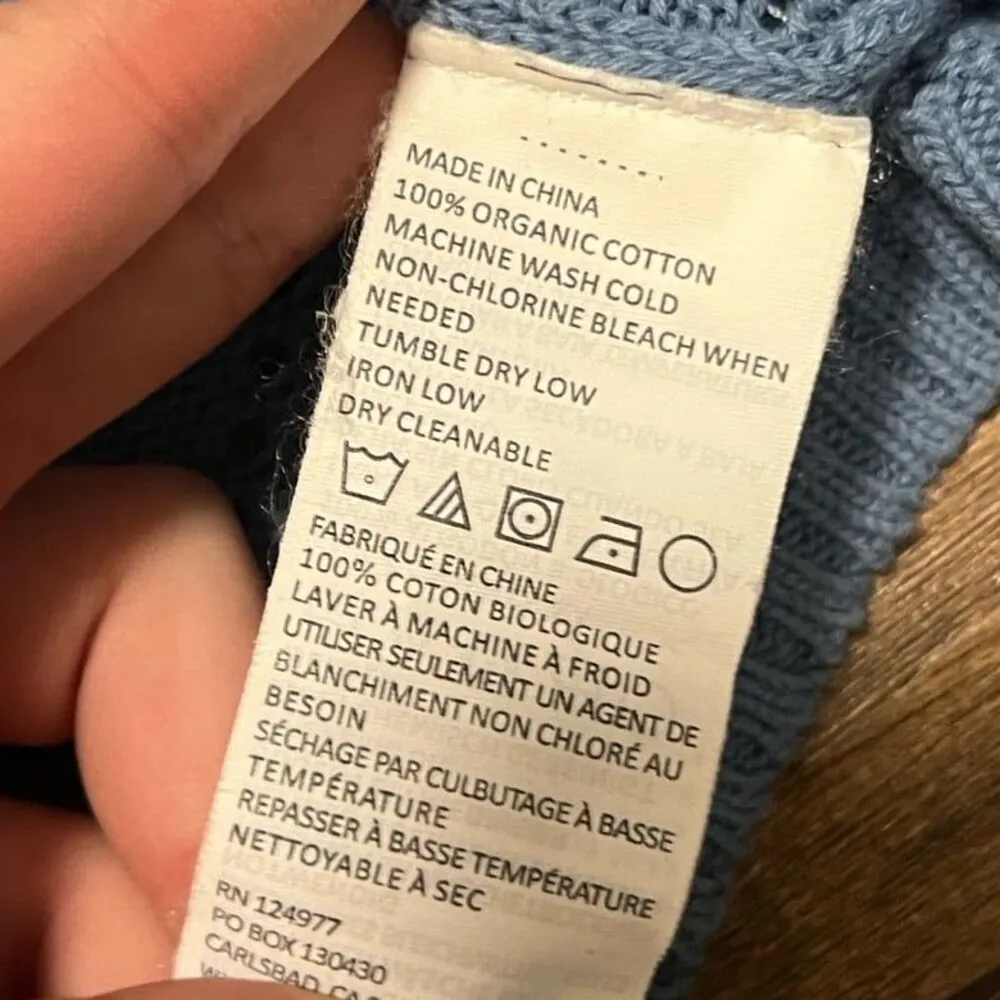 MADE IN CHINA
100% ORGANIC COTTON
MACHINE WASH COLD
NON-CHLORINE BLEACH WHEN
NEEDED
TUMBLE DRY LOW
IRON LOW
DRY CLEANABLE
FABRIQUÉ EN CHINE
100% COTON BIOLOGIQUE
LAVER À MACHINE À FROID
UTILISER SEULEMENT UN AGENT DE
BLANCHIMENT NON CHLORÉ AU
BESOIN
SÉCHAGE PAR CULBUTAGE À BASSE
TEMPÉRATURE
REPASSER À BASSE TEMPÉRATURE
NETTOYABLE À SEC
RN 124977
PO BOX 130430
CARLSBAD, CA